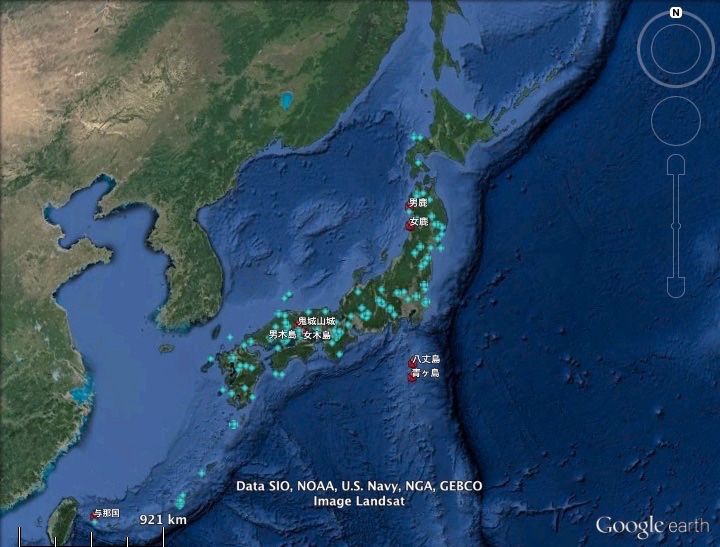 N
男鹿
女鹿
鬼城山城
男木島 女木島
八丈島
青ヶ島
与那国
921 km
Data SIO, NOAA, U.S. Navy, NGA, GEBCO
Image Landsat
Google earth